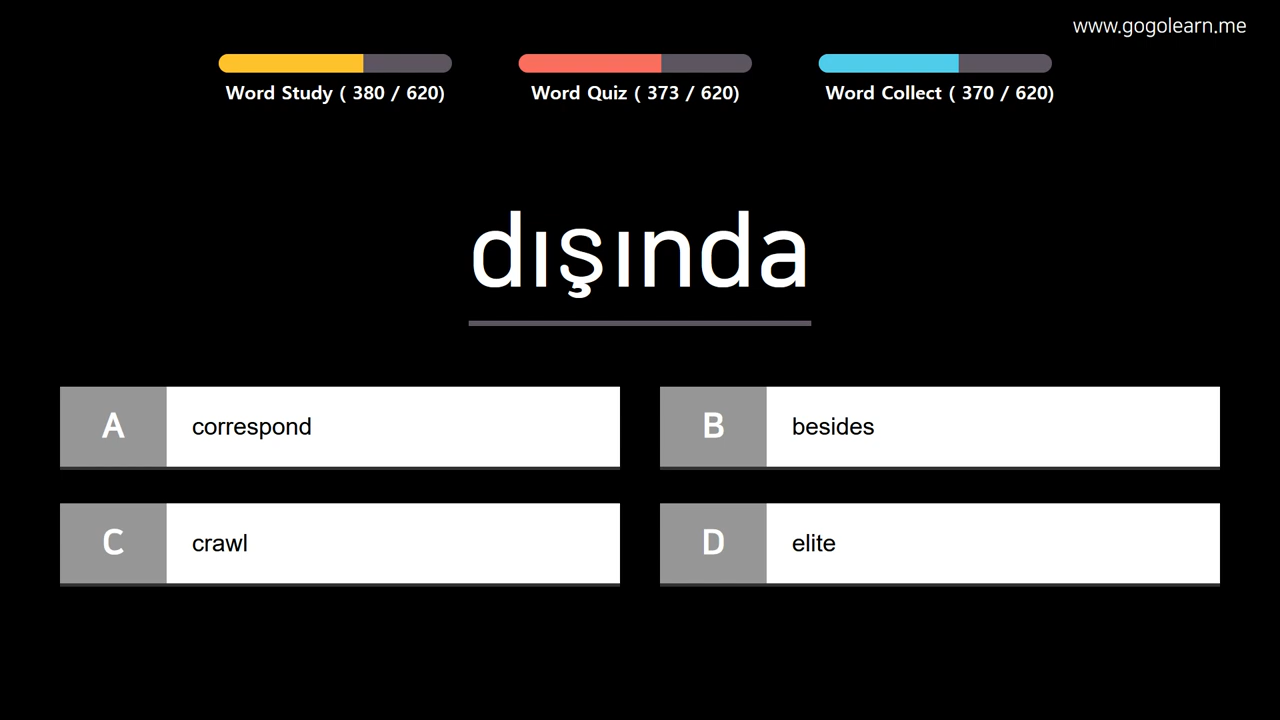 www.gogolearn.me
Word Study ( 380 / 620)
Word Quiz ( 373 / 620)
Word Collect ( 370 / 620)
dışında
A correspond
B besides
C crawl
D elite